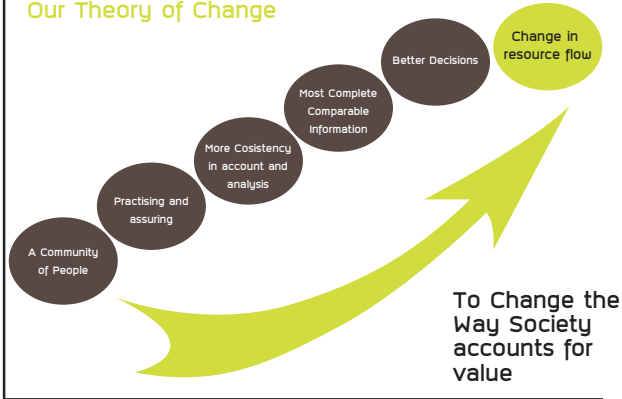 Our Theory of Change
A Community
of People
Practising and
assuring
More Cosistency
in account and
analysis
Most Complete
Comparable
Information
Better Decisions
Change in
resource flow
To Change the
Way Society
accounts for
value